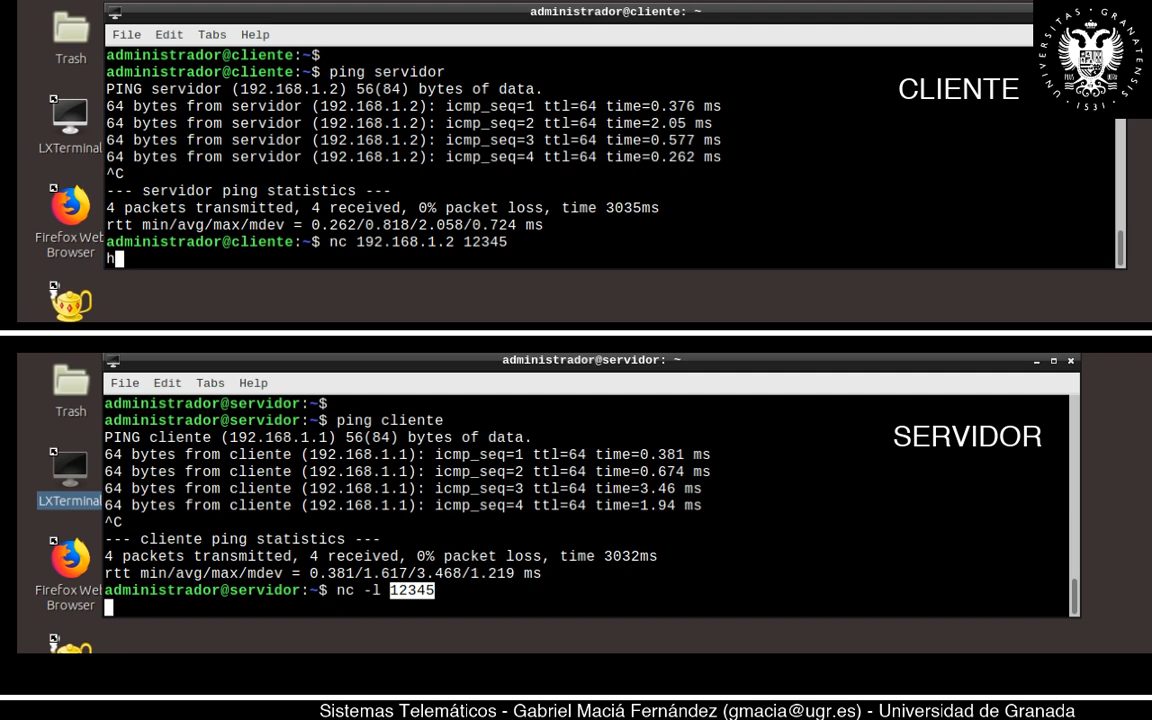 administrador@cliente: ~
File Edit Tabs Help
Trash
administrador@cliente:~$
administrador@cliente:~$ ping servidor
PING servidor (192.168.1.2) 56(84) bytes of data.
64 bytes from servidor (192.168.1.2): icmp_seq=1 ttl=64 time=0.376 ms
64 bytes from servidor (192.168.1.2): icmp_seq=2 ttl=64 time=2.05 ms
64 bytes from servidor (192.168.1.2): icmp_seq=3 ttl=64 time=0.577 ms
64 bytes from servidor (192.168.1.2): icmp_seq=4 ttl=64 time=0.262 ms
^C
--- servidor ping statistics ---
4 packets transmitted, 4 received, 0% packet loss, time 3035ms
rtt min/avg/max/mdev = 0.262/0.818/2.058/0.724 ms
administrador@cliente:~$ nc 192.168.1.2 12345
h
LXTerminal
Firefox Web
Browser
CLIENTE
UNIVERSITAS GRANATENSIS
1531
administrador@servidor: ~
File Edit Tabs Help
Trash
administrador@servidor:~$
administrador@servidor:~$ ping cliente
PING cliente (192.168.1.1) 56(84) bytes of data.
64 bytes from cliente (192.168.1.1): icmp_seq=1 ttl=64 time=0.381 ms
64 bytes from cliente (192.168.1.1): icmp_seq=2 ttl=64 time=0.674 ms
64 bytes from cliente (192.168.1.1): icmp_seq=3 ttl=64 time=3.46 ms
64 bytes from cliente (192.168.1.1): icmp_seq=4 ttl=64 time=1.94 ms
^C
--- cliente ping statistics ---
4 packets transmitted, 4 received, 0% packet loss, time 3032ms
rtt min/avg/max/mdev = 0.381/1.617/3.468/1.219 ms
administrador@servidor:~$ nc -l 12345
LXTerminal
Firefox Web
Browser
SERVIDOR
Sistemas Telemáticos - Gabriel Maciá Fernández (gmacia@ugr.es) - Universidad de Granada